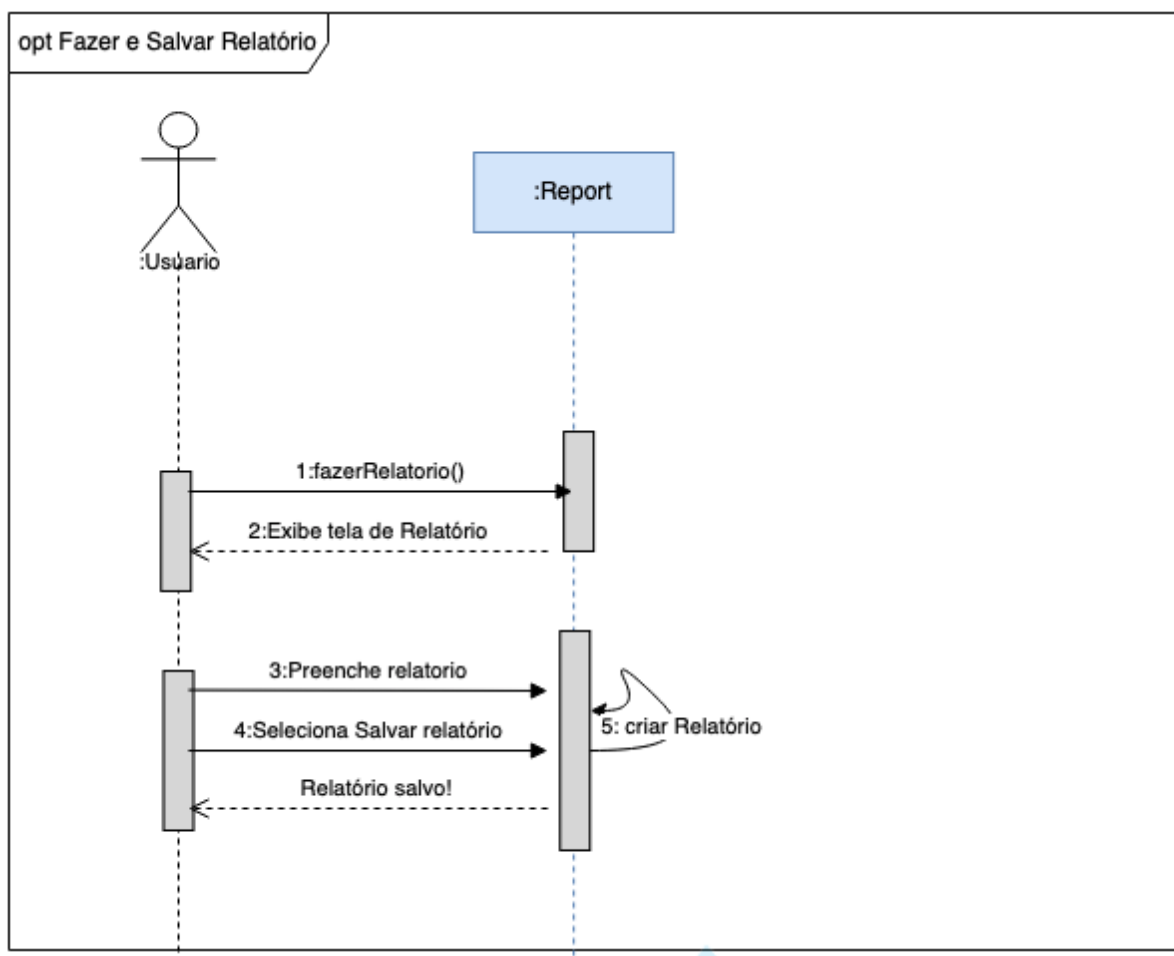 opt Fazer e Salvar Relatório
:Report
:Usuario
1:fazerRelatorio()
2:Exibe tela de Relatório
3:Preenche relatorio
4:Seleciona Salvar relatório
5: criar Relatório
Relatório salvo!